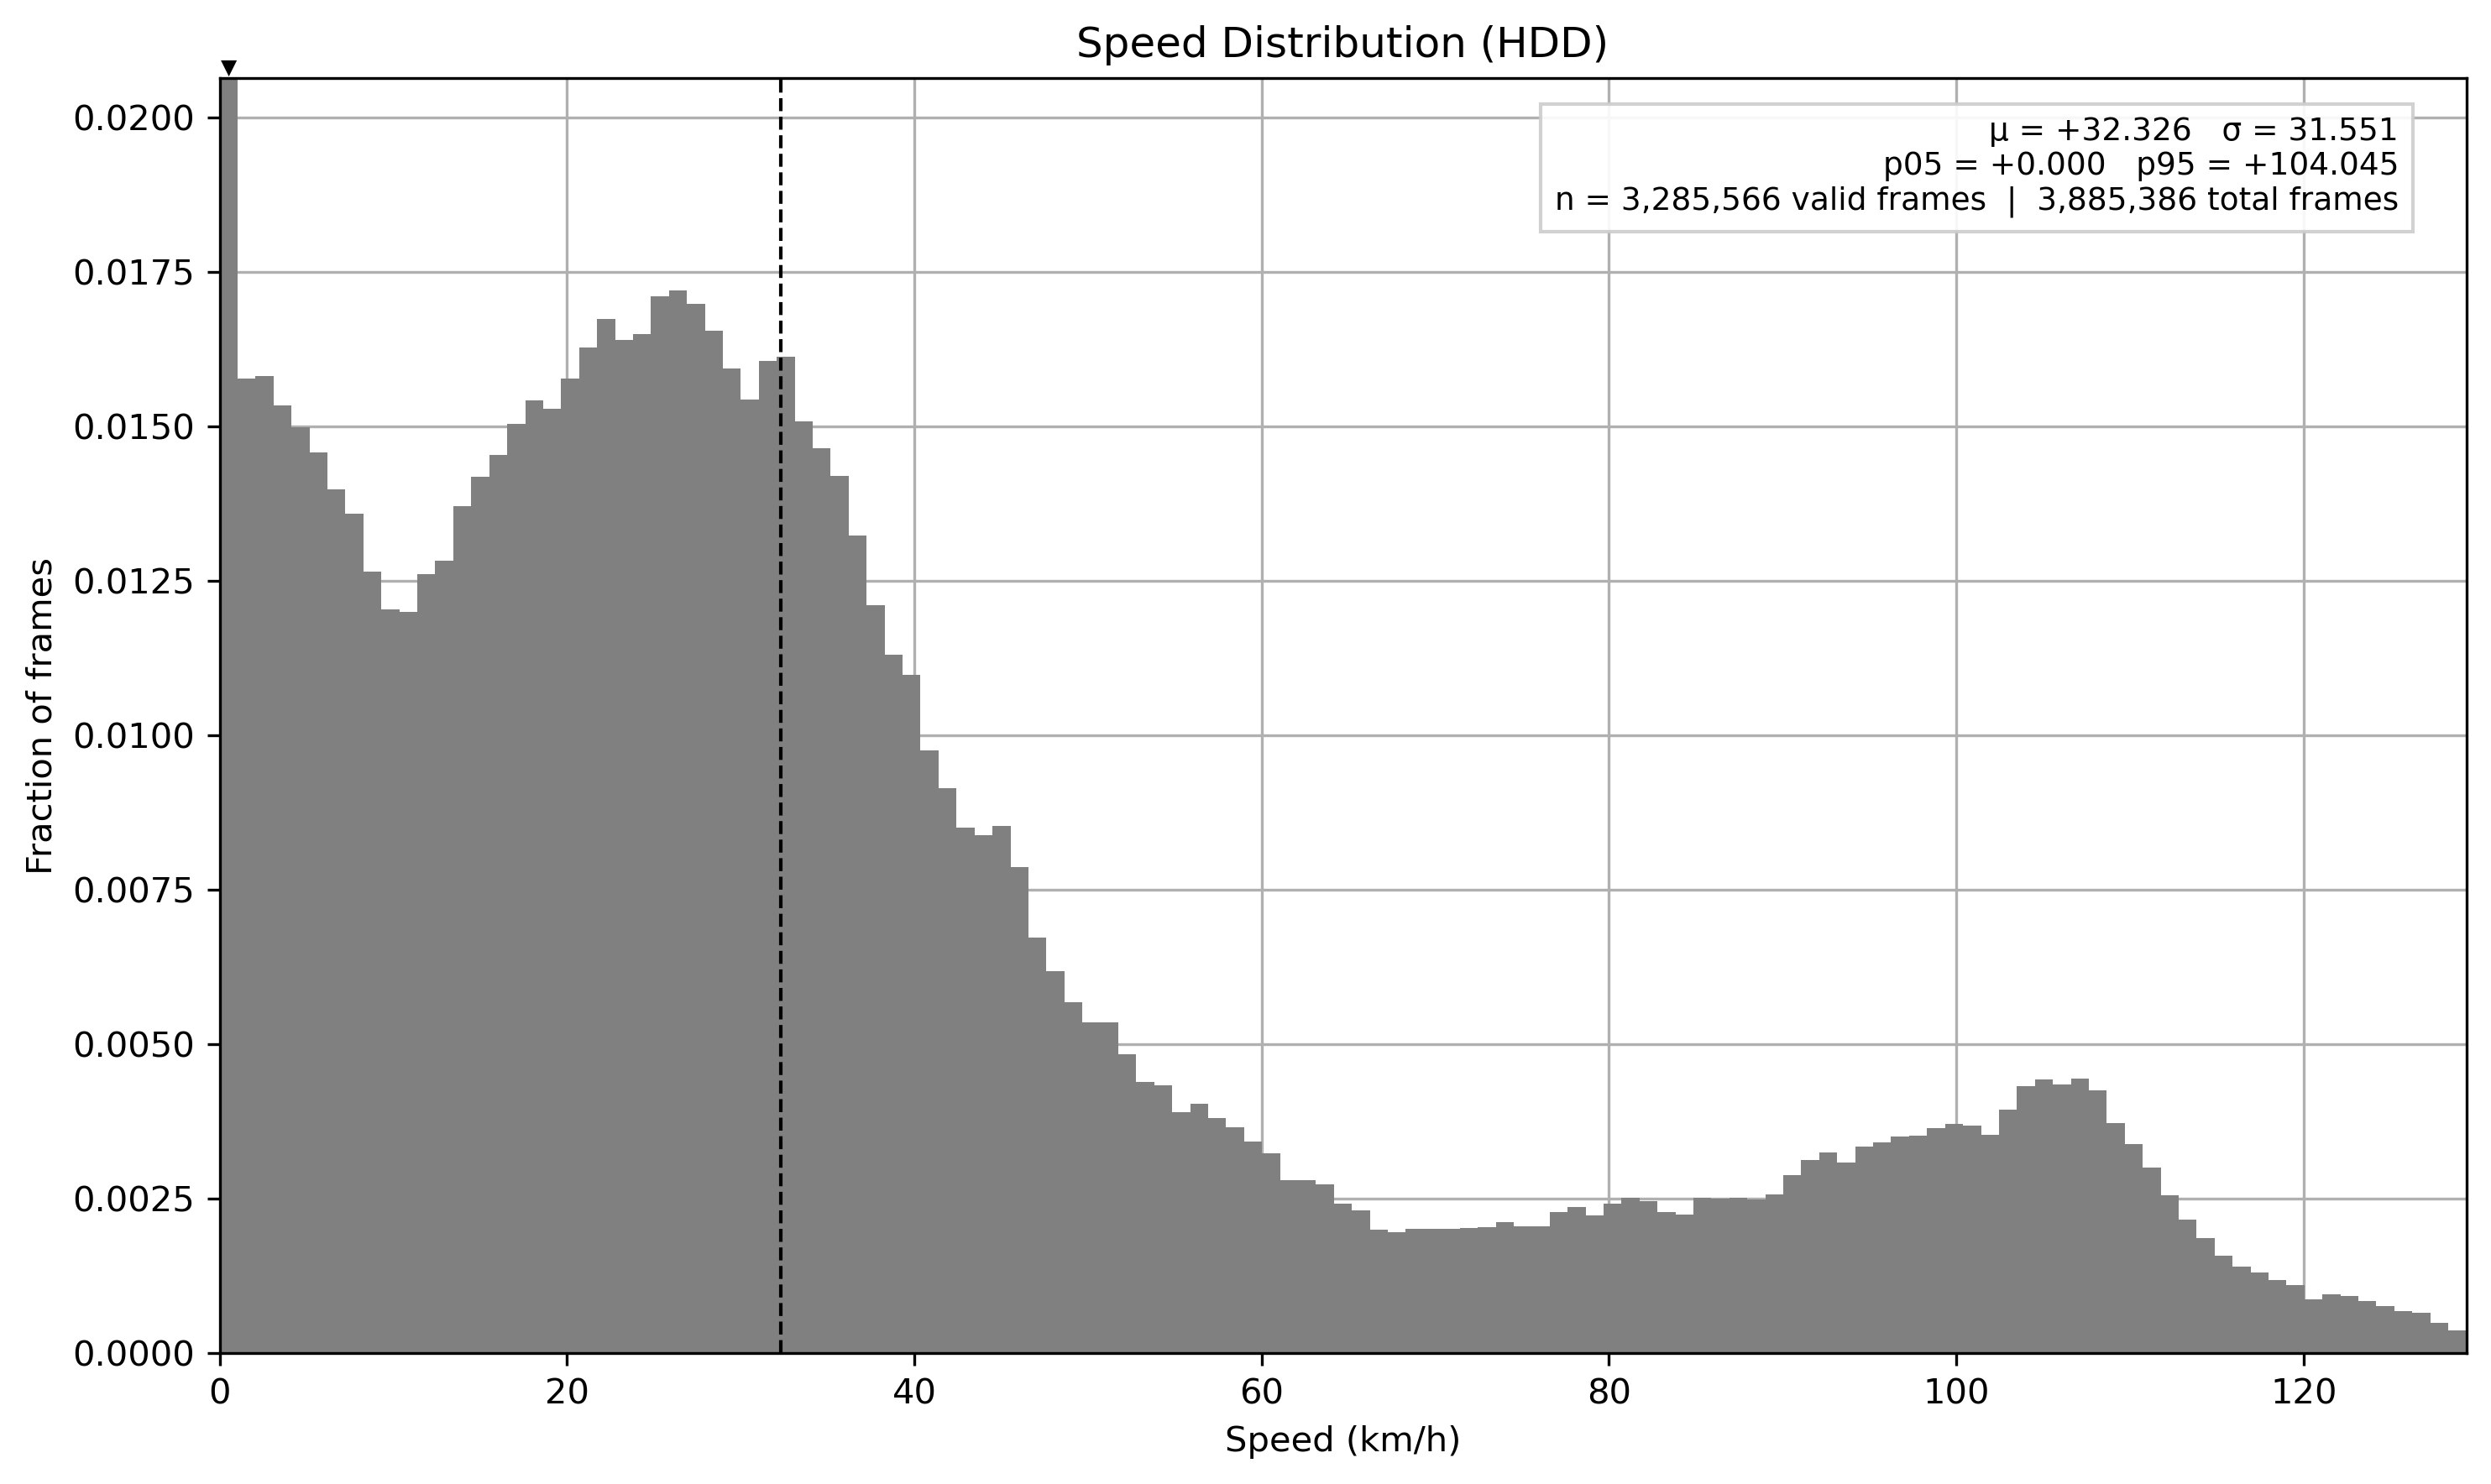 Speed Distribution (HDD)
μ = +32.326   σ = 31.551
p05 = +0.000   p95 = +104.045
n = 3,285,566 valid frames  |  3,885,386 total frames
0.0200
0.0175
0.0150
0.0125
0.0100
0.0075
0.0050
0.0025
0.0000
Fraction of frames
0 20 40 60 80 100 120
Speed (km/h)